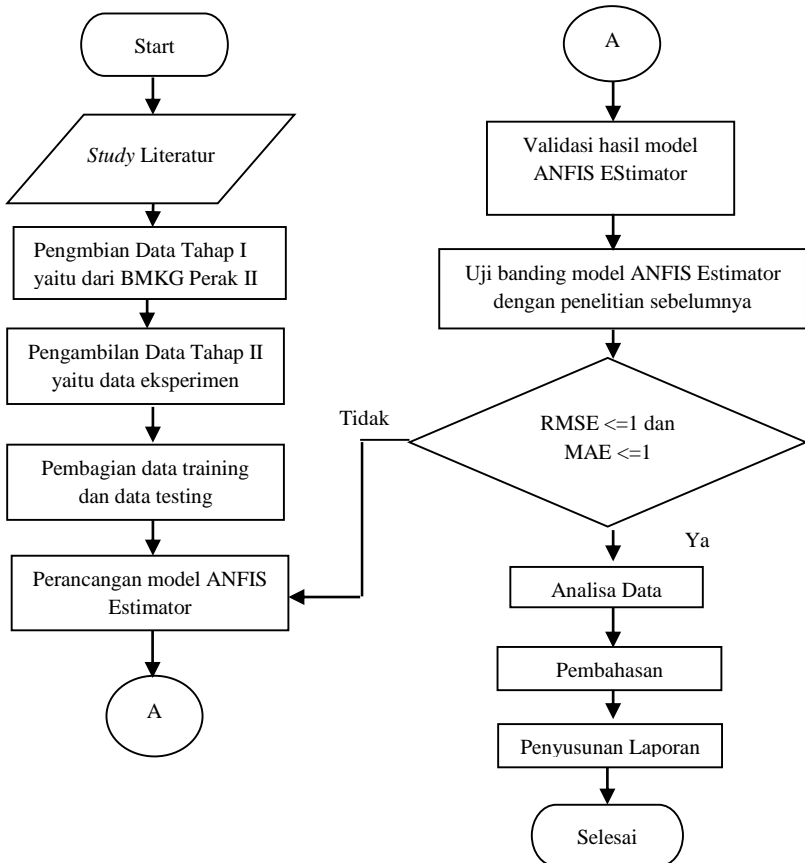 Start
Study Literatur
Pengmbian Data Tahap I
yaitu dari BMKG Perak II
Pengambilan Data Tahap II
yaitu data eksperimen
Pembagian data training
dan data testing
Perancangan model ANFIS
Estimator
A
A
Validasi hasil model
ANFIS EStimator
Uji banding model ANFIS Estimator
dengan penelitian sebelumnya
RMSE <=1 dan
MAE <=1
Tidak
Ya
Analisa Data
Pembahasan
Penyusunan Laporan
Selesai